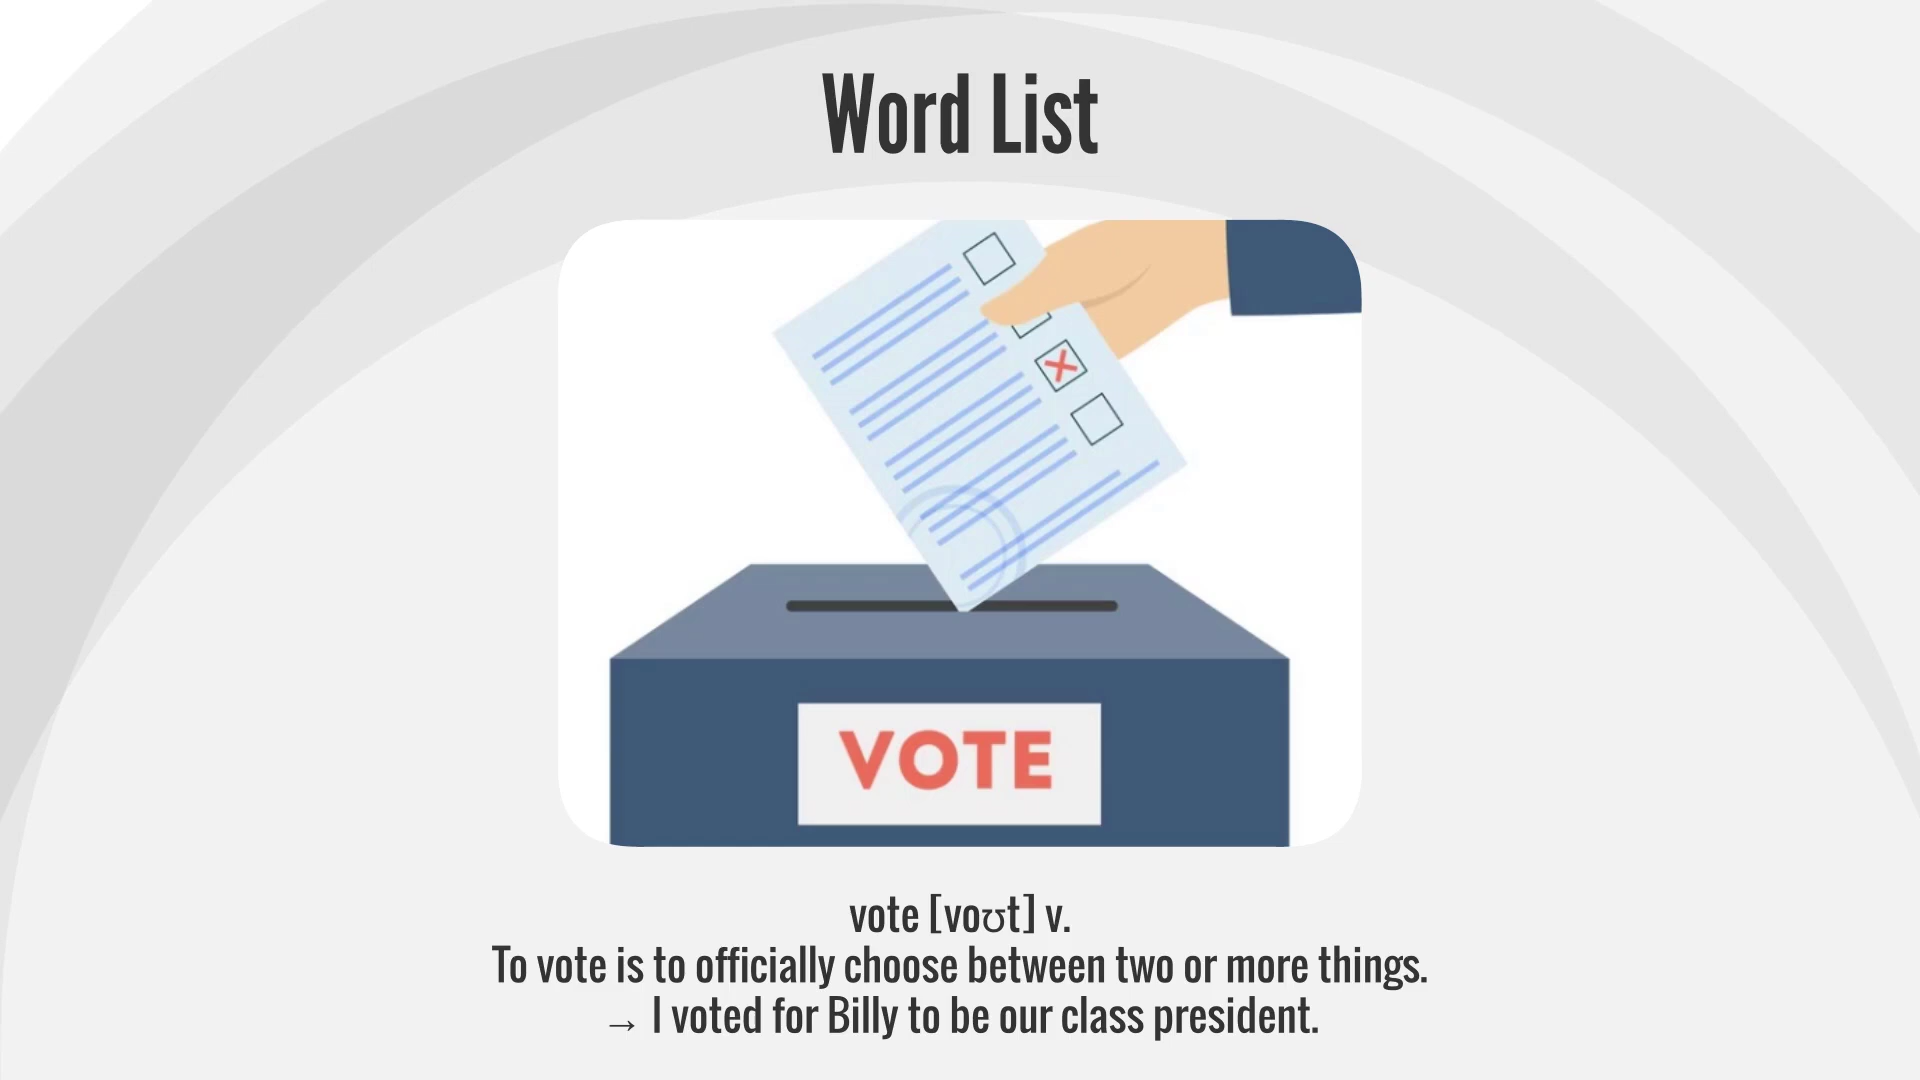 Word List
VOTE
vote [voʊt] v.
To vote is to officially choose between two or more things.
→ I voted for Billy to be our class president.